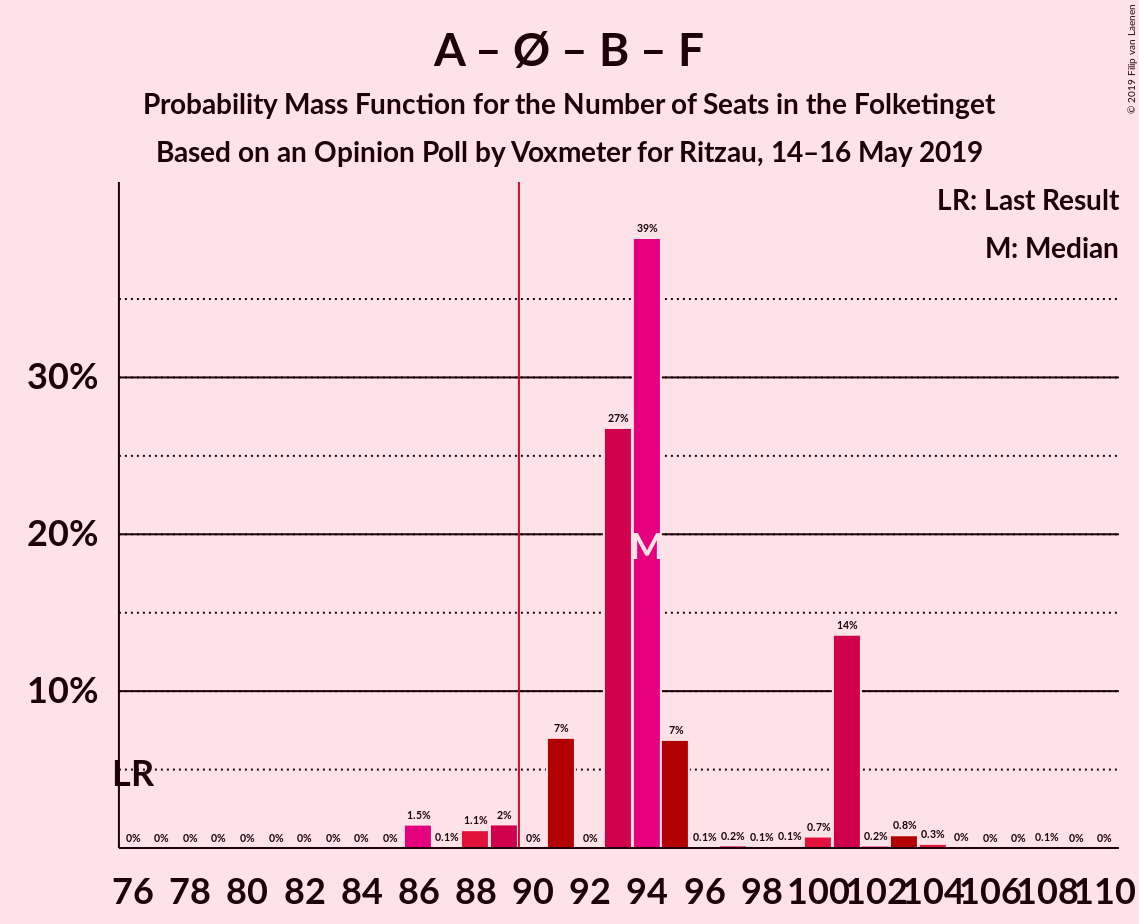 A – Ø – B – F
Probability Mass Function for the Number of Seats in the Folketinget
Based on an Opinion Poll by Voxmeter for Ritzau, 14–16 May 2019
© 2019 Filip van Laenen
LR: Last Result
M: Median
39%
30%
27%
20%
M
14%
10%
7% 7%
LR
0% 0% 0% 0% 0% 0% 0% 0% 0% 0% 1.5% 0.1% 1.1% 2% 0% 0% 0.1% 0.2% 0.1% 0.1% 0.7% 0.2% 0.8% 0.3% 0% 0% 0% 0.1% 0% 0%
76 78 80 82 84 86 88 90 92 94 96 98 100 102 104 106 108 110